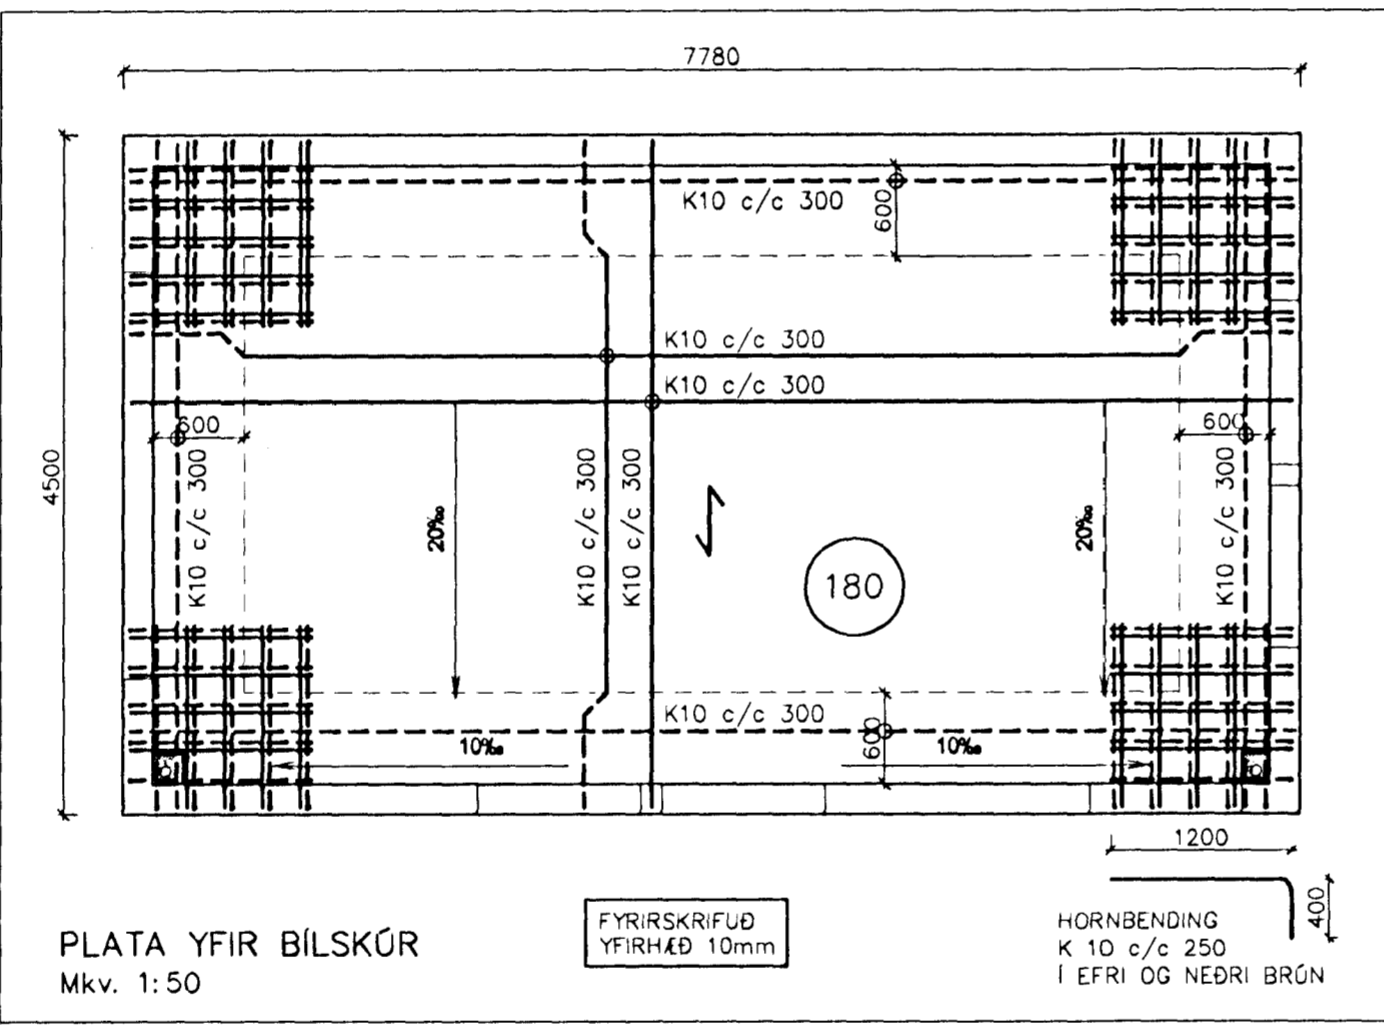 7780
K10 c/c 300
600
K10 c/c 300
K10 c/c 300
600
600
4500
K10 c/c 300
20‰
K10 c/c 300
K10 c/c 300
20‰
K10 c/c 300
180
K10 c/c 300
600
10‰
10‰
1200
400
PLATA YFIR BÍLSKÚR
Mkv. 1:50
FYRIRSKRIFUÐ
YFIRHÆÐ 10mm
HORNBENDING
K 10 c/c 250
Í EFRI OG NEÐRI BRÚN